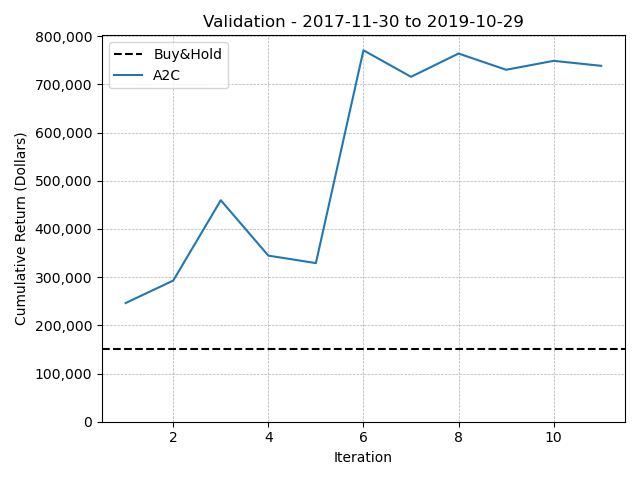 Validation - 2017-11-30 to 2019-10-29
Buy&Hold
A2C
Cumulative Return (Dollars)
800,000
700,000
600,000
500,000
400,000
300,000
200,000
100,000
0
2 4 6 8 10
Iteration